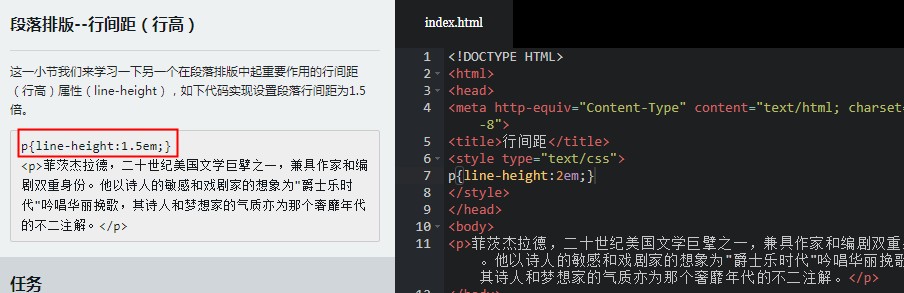 段落排版--行间距（行高）
这一小节我们来学习一下另一个在段落排版中起重要作用的行间距
（行高）属性（line-height），如下代码实现设置段落行间距为1.5
倍。
p{line-height:1.5em;}
<p>菲茨杰拉德，二十世纪美国文学巨擘之一，兼具作家和编
剧双重身份。他以诗人的敏感和戏剧家的想象为"爵士乐时
代"吟唱华丽挽歌，其诗人和梦想家的气质亦为那个奢靡年代
的不二注解。</p>
任务
index.html
1 <!DOCTYPE HTML>
2 <html>
3 <head>
4 <meta http-equiv="Content-Type" content="text/html; charset=
-8">
5 <title>行间距</title>
6 <style type="text/css">
7 p{line-height:2em;}
8 </style>
9 </head>
10 <body>
11 <p>菲茨杰拉德，二十世纪美国文学巨擘之一，兼具作家和编剧双重
。他以诗人的敏感和戏剧家的想象为"爵士乐时代"吟唱华丽挽歌
其诗人和梦想家的气质亦为那个奢靡年代的不二注解。</p>